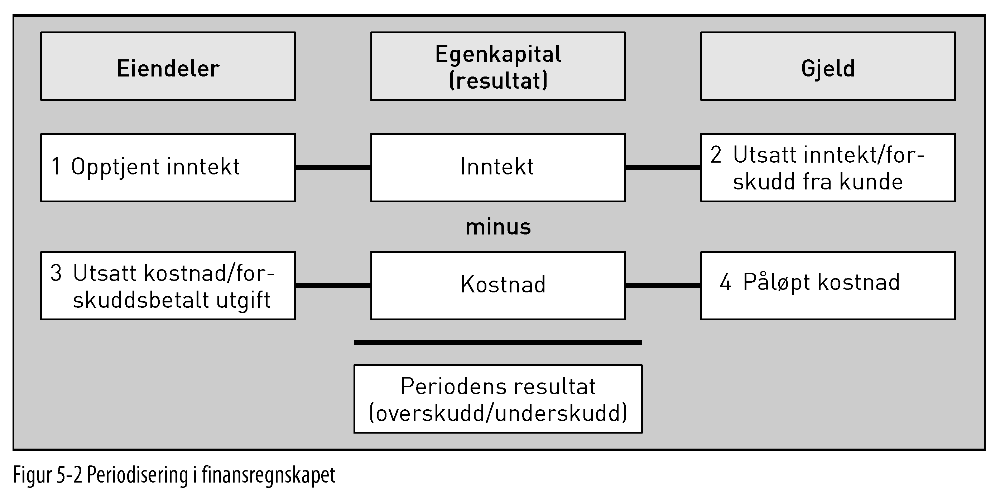 Eiendeler
Egenkapital
(resultat)
Gjeld
1 Opptjent inntekt
Inntekt
2 Utsatt inntekt/for-
skudd fra kunde
minus
3 Utsatt kostnad/for-
skuddsbetalt utgift
Kostnad
4 Påløpt kostnad
Periodens resultat
(overskudd/underskudd)
Figur 5-2 Periodisering i finansregnskapet